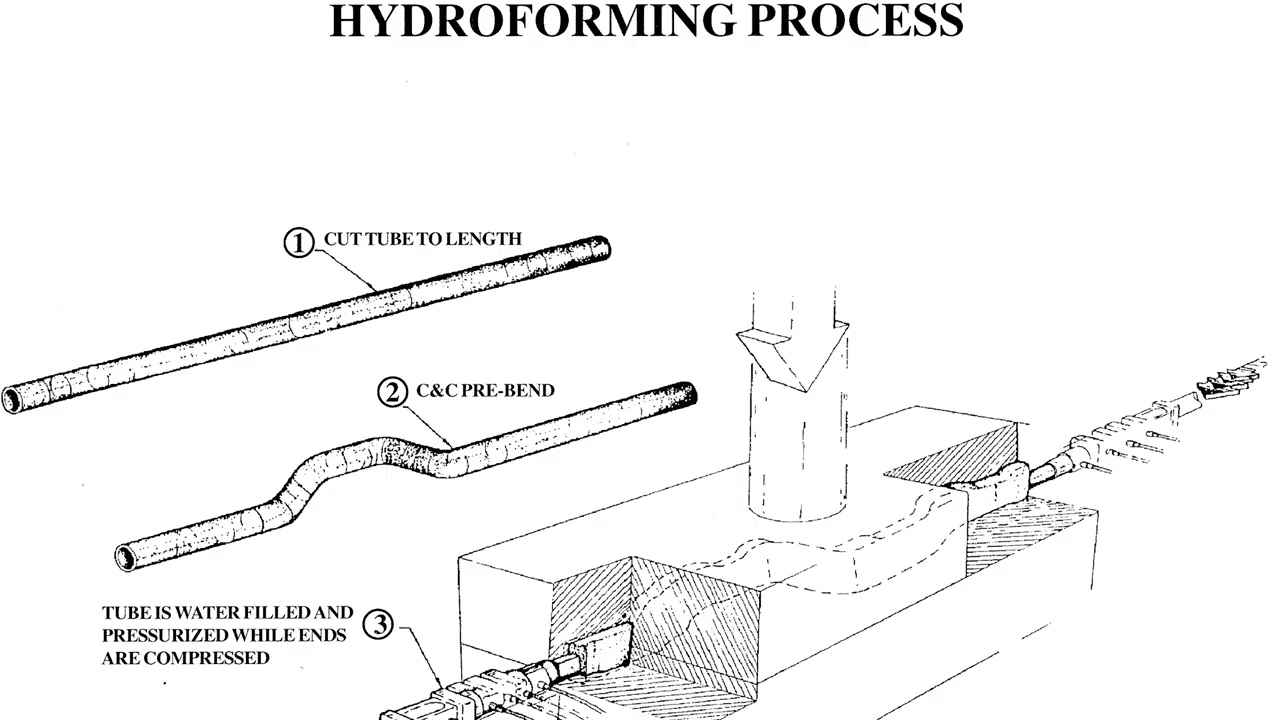 HYDROFORMING PROCESS
1 CUT TUBE TO LENGTH
2 C&C PRE-BEND
TUBE IS WATER FILLED AND
PRESSURIZED WHILE ENDS 3
ARE COMPRESSED